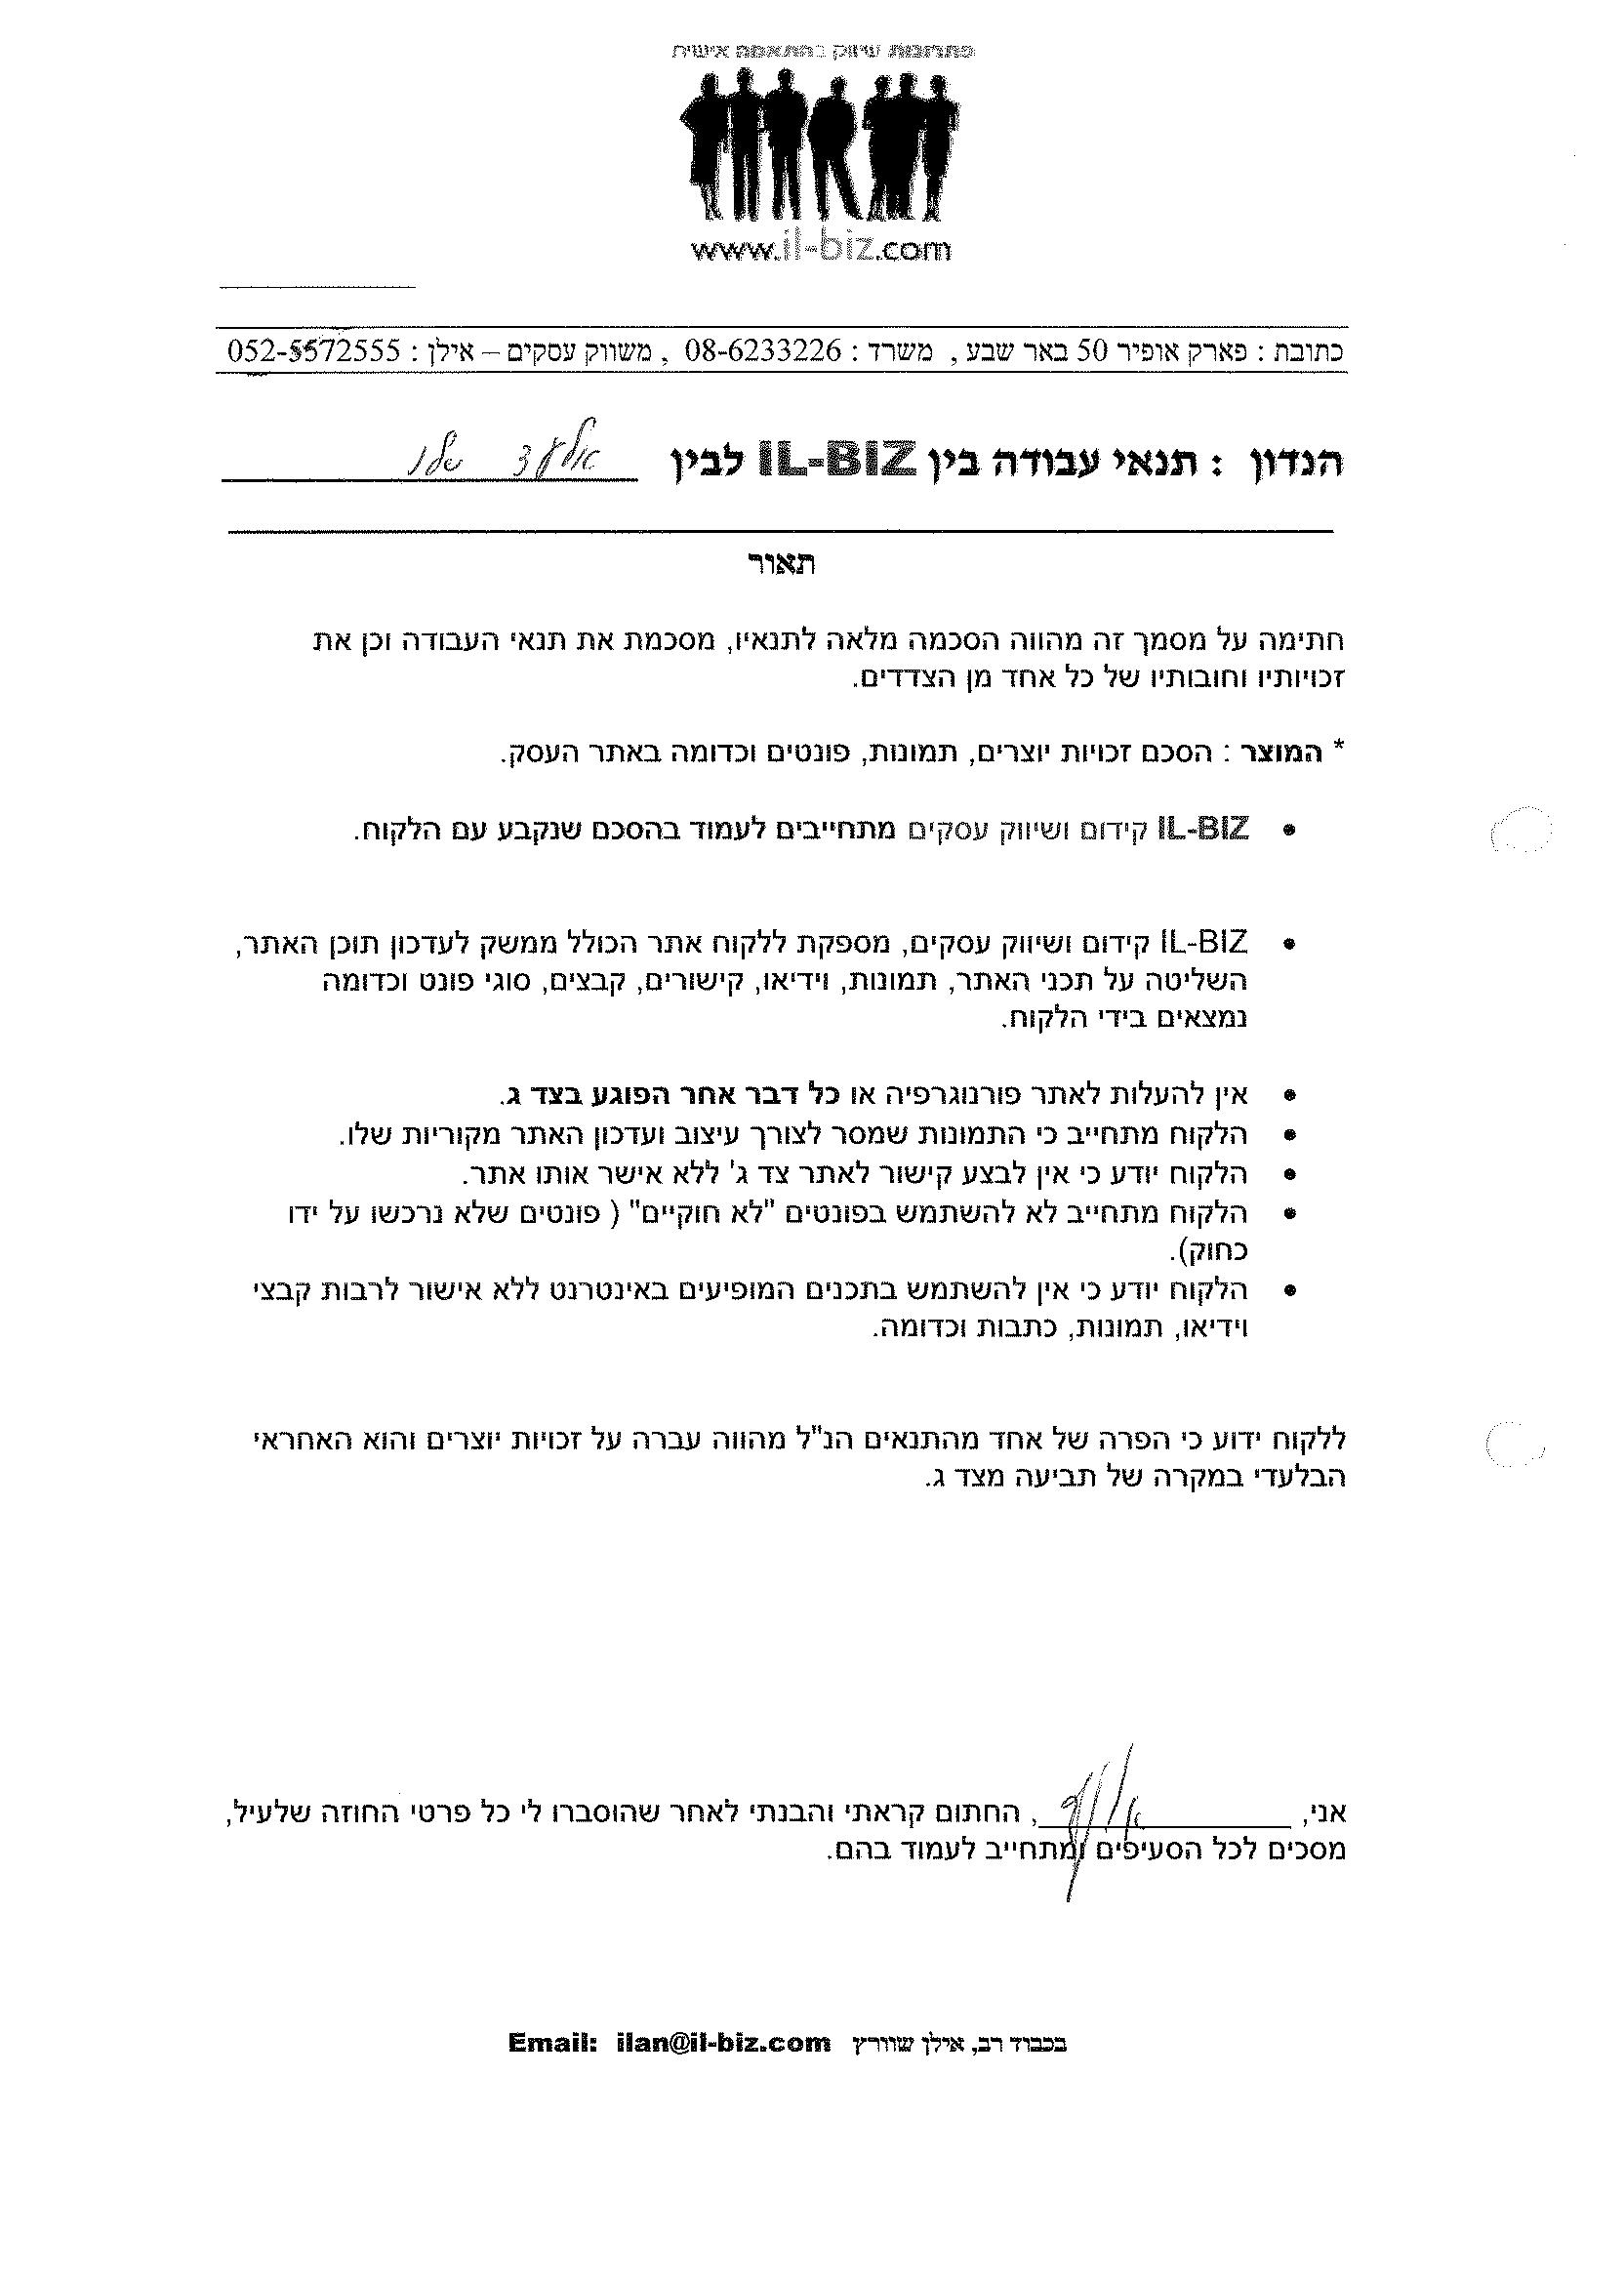 פתרונות שיווק בהתאמה אישית
www.il-biz.com
כתובת : פארק אופיר 50 באר שבע , משרד : 08-6233226 , משווק עסקים – אילן : 052-5572555
הנדון : תנאי עבודה בין IL-BIZ לבין אלעד
תאור
חתימה על מסמך זה מהווה הסכמה מלאה לתנאיו, מסכמת את תנאי העבודה וכן את
זכויותיו וחובותיו של כל אחד מן הצדדים.
* המוצר : הסכם זכויות יוצרים, תמונות, פונטים וכדומה באתר העסק.
• IL-BIZ קידום ושיווק עסקים מתחייבים לעמוד בהסכם שנקבע עם הלקוח.
• IL-BIZ קידום ושיווק עסקים, מספקת ללקוח אתר הכולל ממשק לעדכון תוכן האתר,
השליטה על תכני האתר, תמונות, וידיאו, קישורים, קבצים, סוגי פונט וכדומה
נמצאים בידי הלקוח.
• אין להעלות לאתר פורנוגרפיה או כל דבר אחר הפוגע בצד ג.
• הלקוח מתחייב כי התמונות שמסר לצורך עיצוב ועדכון האתר מקוריות שלו.
• הלקוח יודע כי אין לבצע קישור לאתר צד ג' ללא אישר אותו אתר.
• הלקוח מתחייב לא להשתמש בפונטים "לא חוקיים" ( פונטים שלא נרכשו על ידו
כחוק).
• הלקוח יודע כי אין להשתמש בתכנים המופיעים באינטרנט ללא אישור לרבות קבצי
וידיאו, תמונות, כתבות וכדומה.
ללקוח ידוע כי הפרה של אחד מהתנאים הנ"ל מהווה עברה על זכויות יוצרים והוא האחראי
הבלעדי במקרה של תביעה מצד ג.
אני, , החתום קראתי והבנתי לאחר שהוסברו לי כל פרטי החוזה שלעיל,
מסכים לכל הסעיפים ומתחייב לעמוד בהם.
בכבוד רב, אילן שוורץ Email: ilan@il-biz.com